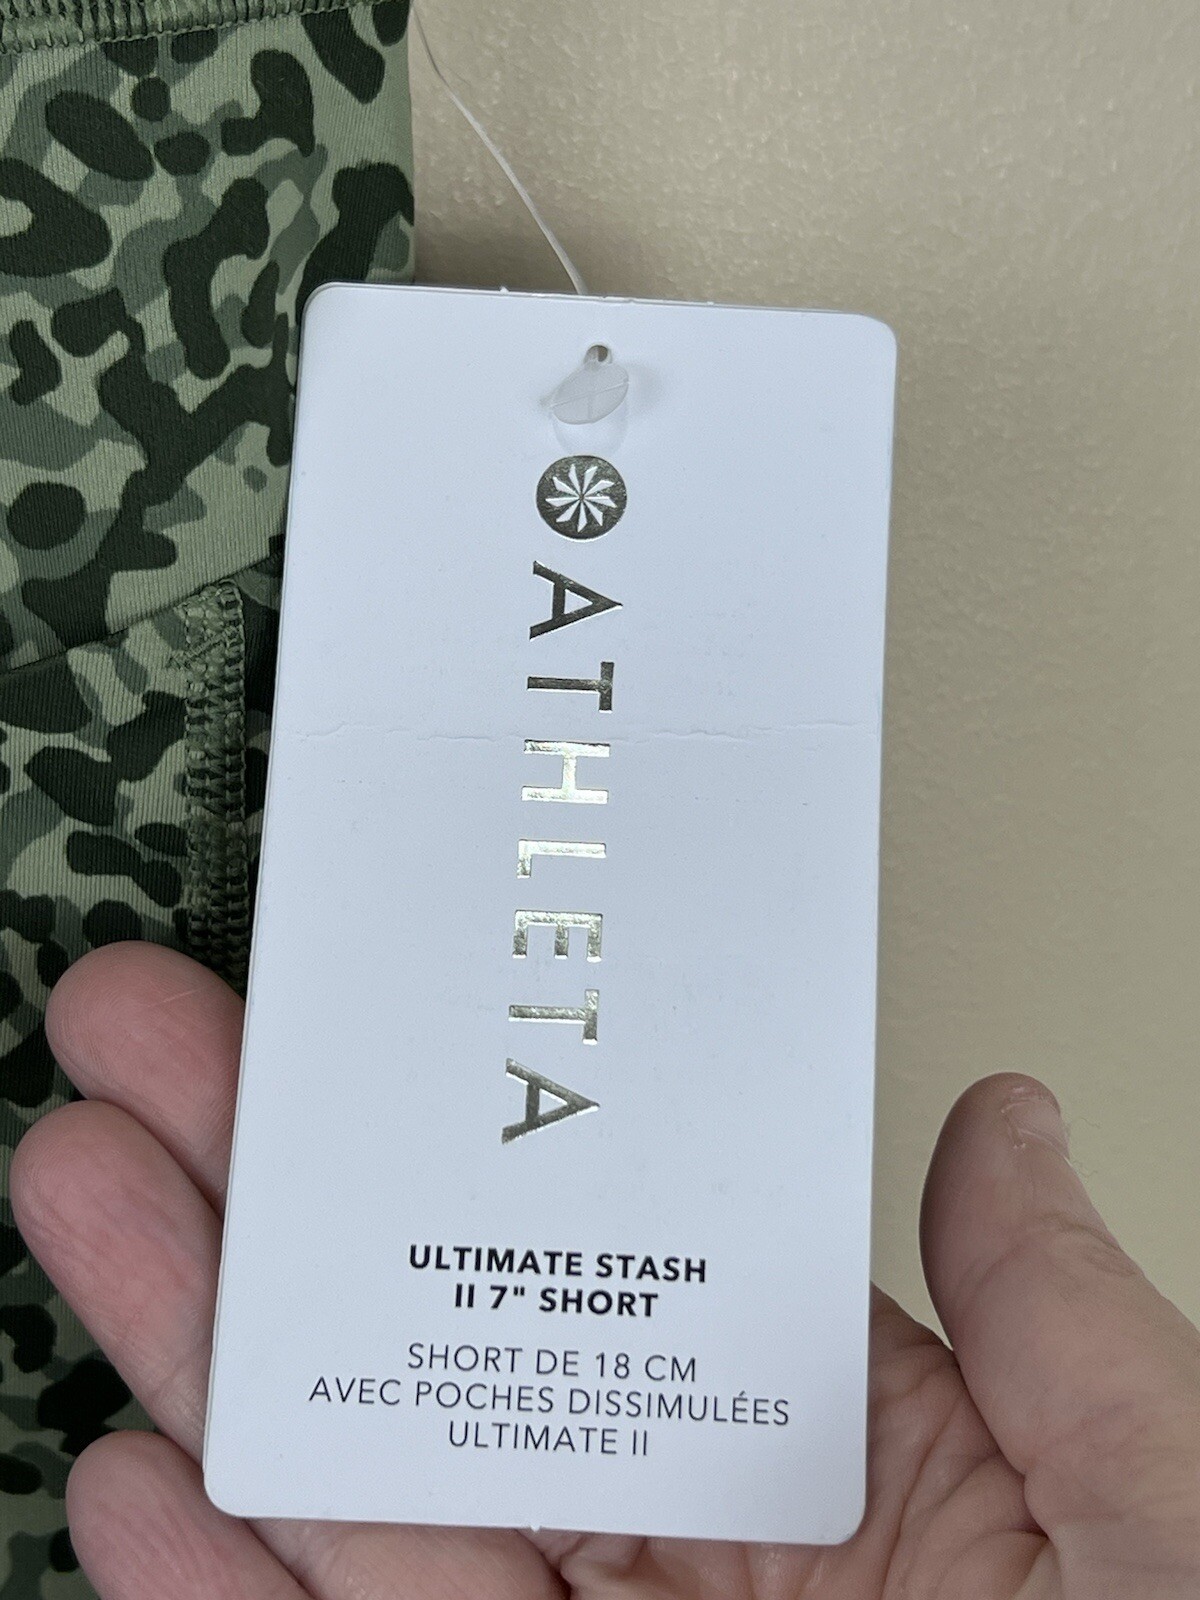 ATHLETA
ULTIMATE STASH
II 7" SHORT
SHORT DE 18 CM
AVEC POCHES DISSIMULÉES
ULTIMATE II